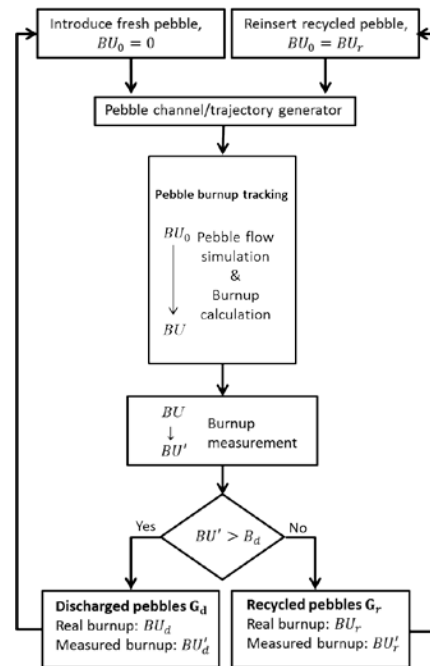 Introduce fresh pebble,
BU₀ = 0
Reinsert recycled pebble,
BU₀ = BUᵣ
Pebble channel/trajectory generator
Pebble burnup tracking
BU₀ Pebble flow
simulation
&
Burnup
calculation
BU
BU Burnup
↓ measurement
BU′
Yes
BU′ > B_d
No
Discharged pebbles G_d
Real burnup: BU_d
Measured burnup: BU′_d
Recycled pebbles Gᵣ
Real burnup: BUᵣ
Measured burnup: BU′ᵣ